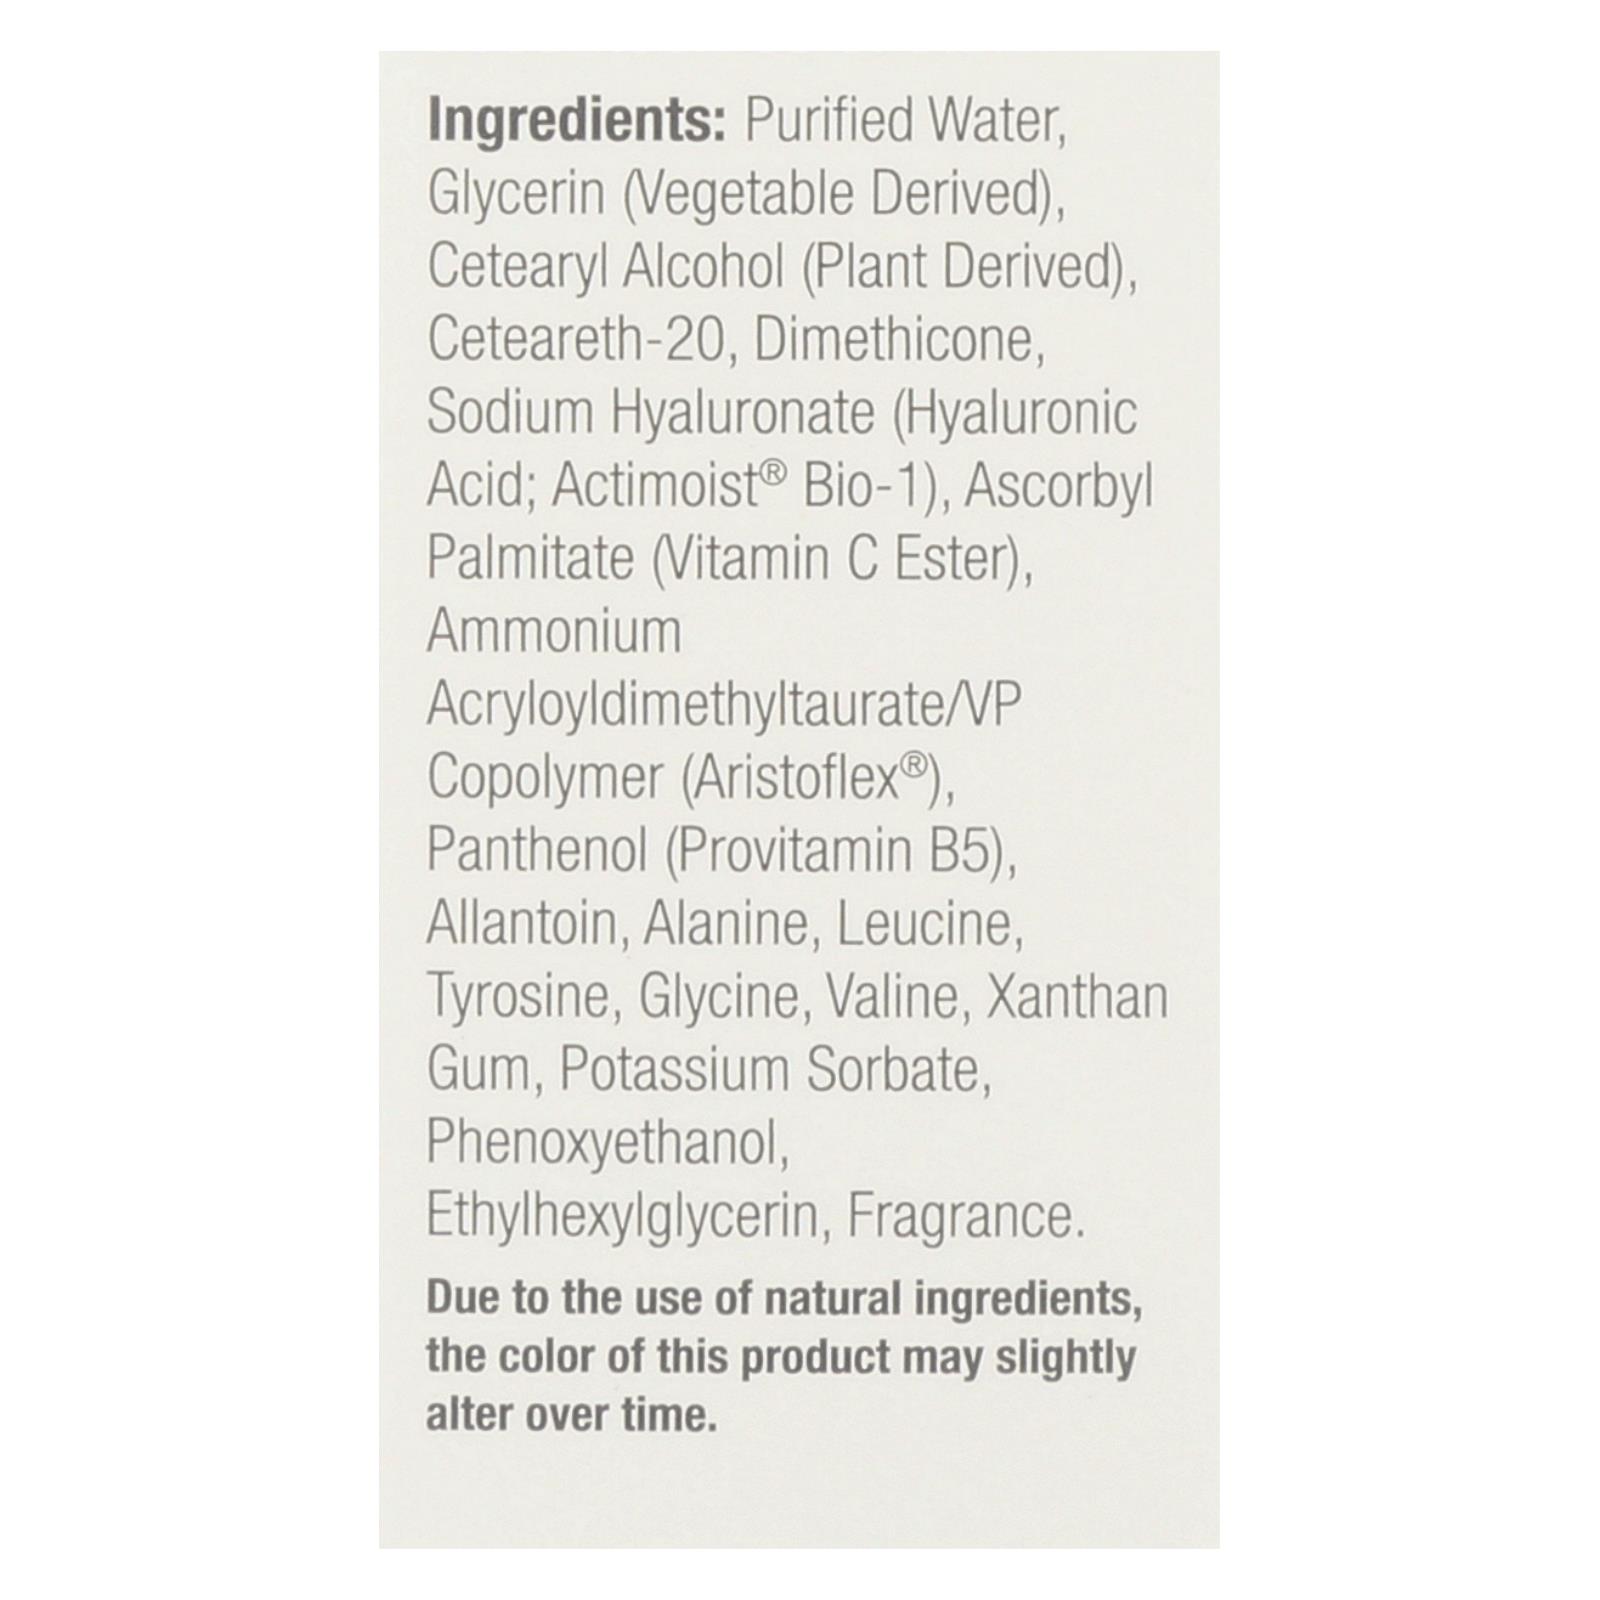 Ingredients: Purified Water,
Glycerin (Vegetable Derived),
Cetearyl Alcohol (Plant Derived),
Ceteareth-20, Dimethicone,
Sodium Hyaluronate (Hyaluronic
Acid; Actimoist® Bio-1), Ascorbyl
Palmitate (Vitamin C Ester),
Ammonium
Acryloyldimethyltaurate/VP
Copolymer (Aristoflex®),
Panthenol (Provitamin B5),
Allantoin, Alanine, Leucine,
Tyrosine, Glycine, Valine, Xanthan
Gum, Potassium Sorbate,
Phenoxyethanol,
Ethylhexylglycerin, Fragrance.
Due to the use of natural ingredients,
the color of this product may slightly
alter over time.